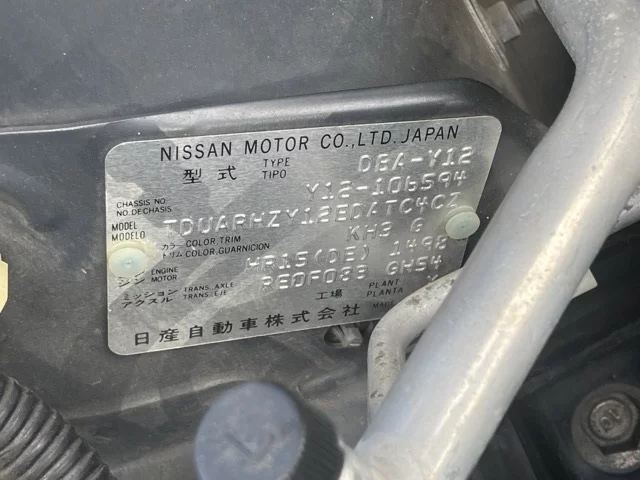 NISSAN MOTOR CO.,LTD.JAPAN
型式 TYPE TIPO DBA-Y12
CHASSIS NO. NO.DECHASIS Y12-106594
MODEL MODELO TDUARHZY12EDATC4CZ
カラー COLOR,TRIM トリム COLOR,GUARNICION KH3 G
エンジン ENGINE MOTOR HR15(DE) 1498
ミッション アクスル TRANS.AXLE TRANS.EJE RE0F08B GH54
工場 PLANT PLANTA
日産自動車株式会社 MADE